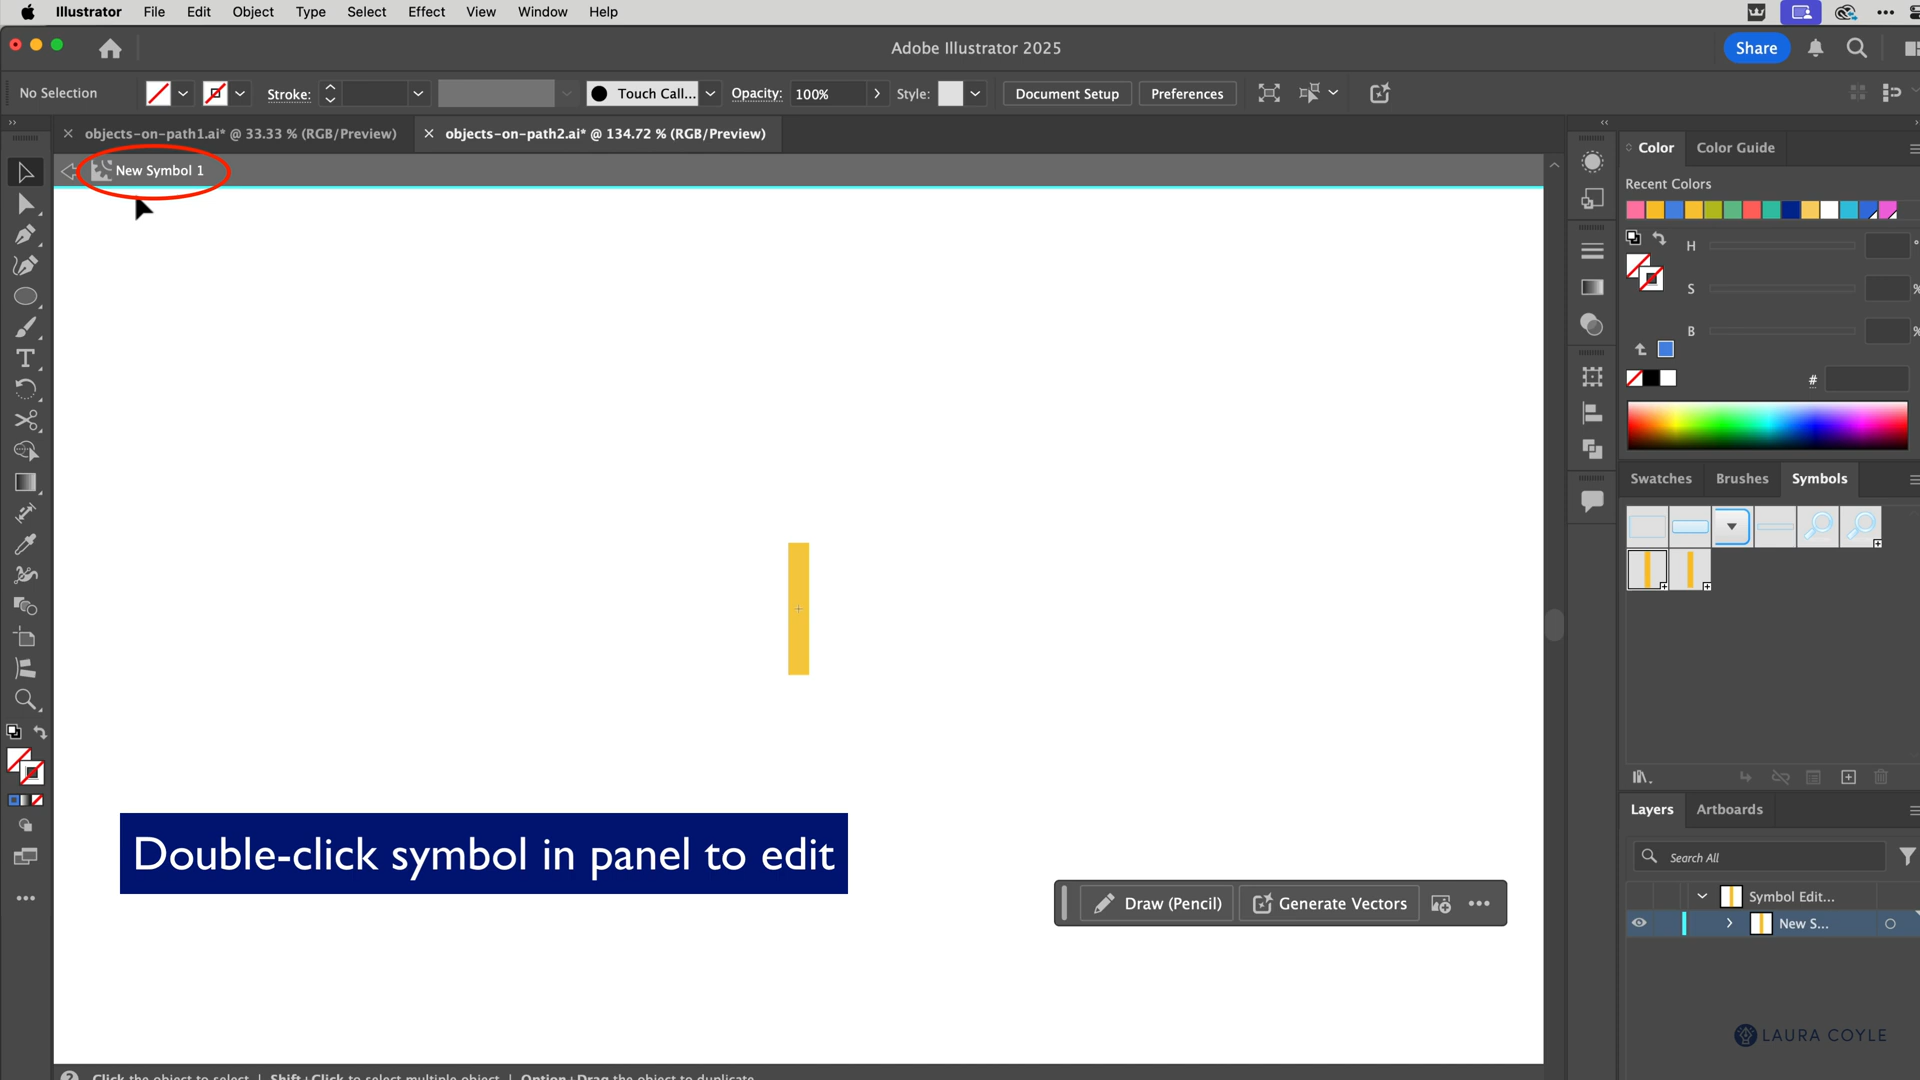 Illustrator File Edit Object Type Select Effect View Window Help
Adobe Illustrator 2025
Share
No Selection
Stroke:
Touch Call...
Opacity:
100%
Style:
Document Setup
Preferences
objects-on-path1.ai* @ 33.33 % (RGB/Preview)
objects-on-path2.ai* @ 134.72 % (RGB/Preview)
New Symbol 1
Color
Color Guide
Recent Colors
H
°
S
%
B
%
#
Swatches
Brushes
Symbols
Double-click symbol in panel to edit
Draw (Pencil)
Generate Vectors
Layers
Artboards
Search All
Symbol Edit...
New S...
LAURA COYLE
Click the object to select | Shift+Click to select multiple object | Option+Drag the object to duplicate